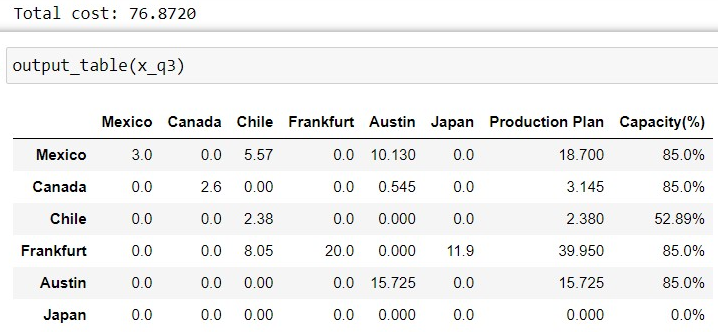 Total cost: 76.8720
output_table(x_q3)
Mexico Canada Chile Frankfurt Austin Japan Production Plan Capacity(%)
Mexico 3.0 0.0 5.57 0.0 10.130 0.0 18.700 85.0%
Canada 0.0 2.6 0.00 0.0 0.545 0.0 3.145 85.0%
Chile 0.0 0.0 2.38 0.0 0.000 0.0 2.380 52.89%
Frankfurt 0.0 0.0 8.05 20.0 0.000 11.9 39.950 85.0%
Austin 0.0 0.0 0.00 0.0 15.725 0.0 15.725 85.0%
Japan 0.0 0.0 0.00 0.0 0.000 0.0 0.000 0.0%